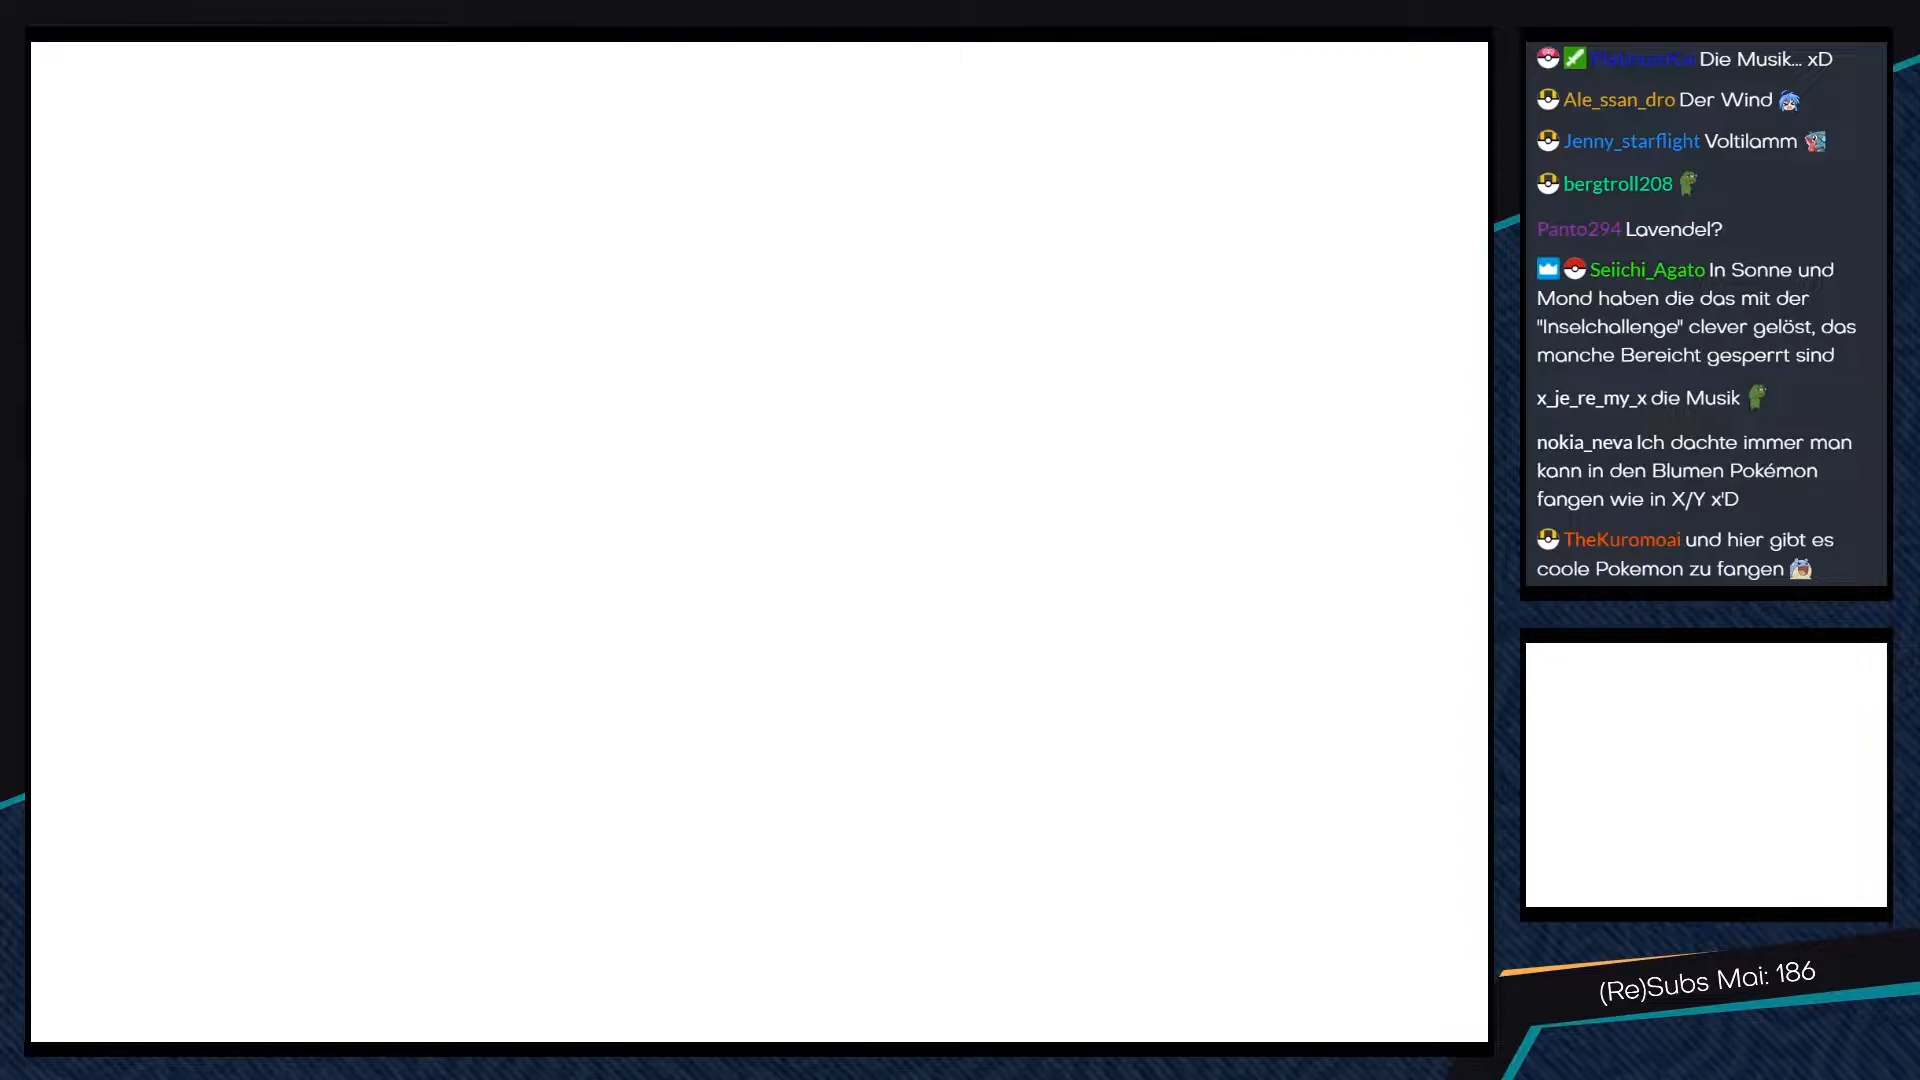 PlatinumKai Die Musik... xD
Ale_ssan_dro Der Wind
Jenny_starflight Voltilamm
bergtroll208
Panto294 Lavendel?
Seiichi_Agato In Sonne und
Mond haben die das mit der
"Inselchallenge" clever gelöst, das
manche Bereicht gesperrt sind
x_je_re_my_x die Musik
nokia_neva Ich dachte immer man
kann in den Blumen Pokémon
fangen wie in X/Y x'D
TheKuromoai und hier gibt es
coole Pokemon zu fangen
(Re)Subs Mai: 186